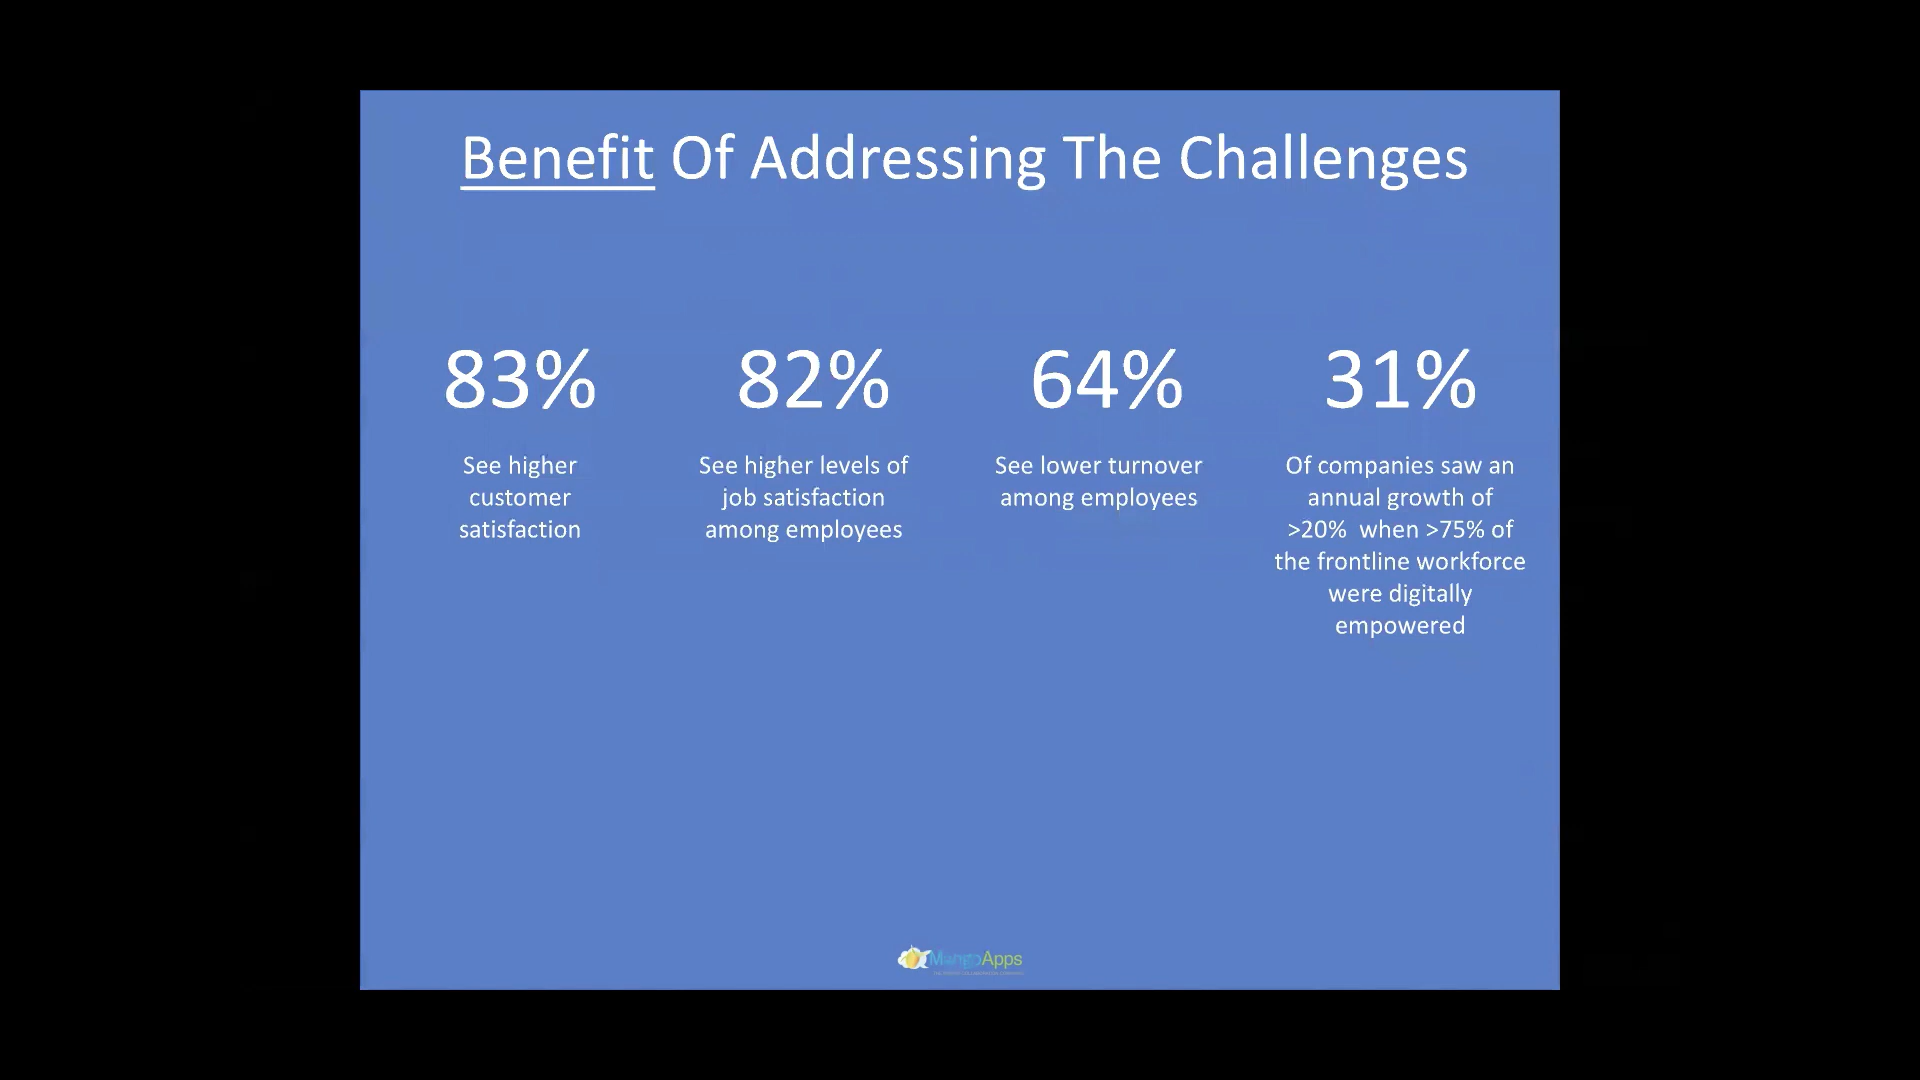 Benefit Of Addressing The Challenges
83%
See higher
customer
satisfaction
82%
See higher levels of
job satisfaction
among employees
64%
See lower turnover
among employees
31%
Of companies saw an
annual growth of
>20%  when >75% of
the frontline workforce
were digitally
empowered
MangoApps